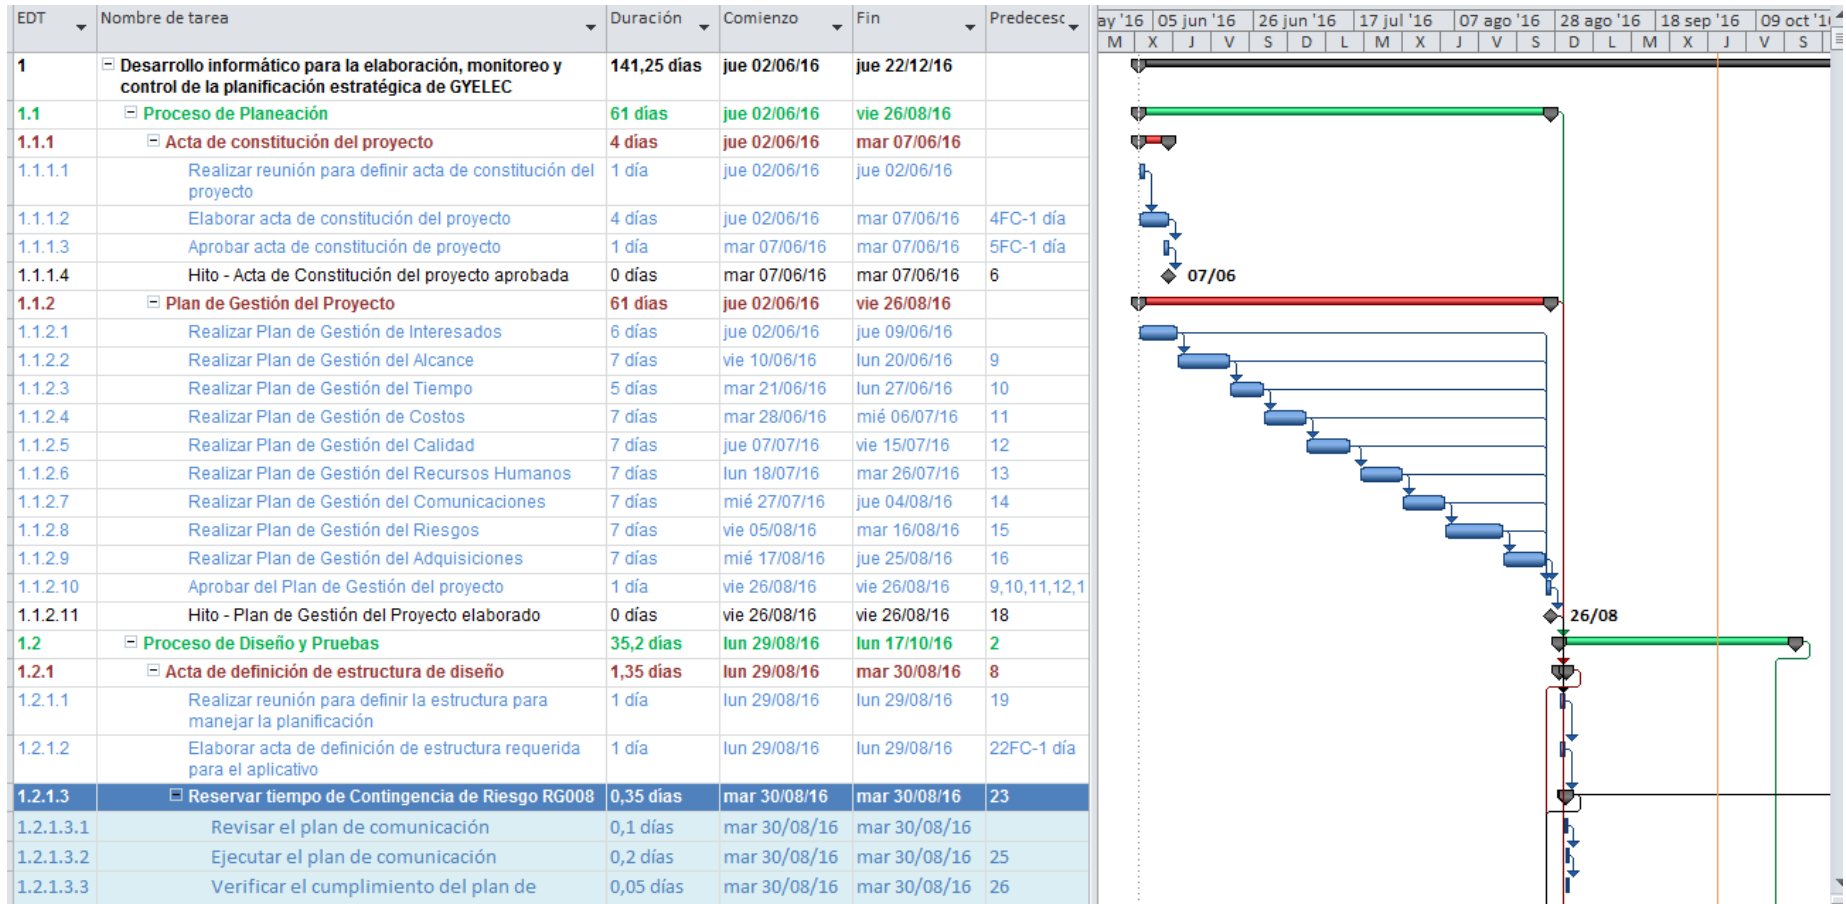 EDT Nombre de tarea Duración Comienzo Fin Predecesc
ay '16 05 jun '16 26 jun '16 17 jul '16 07 ago '16 28 ago '16 18 sep '16 09 oct '1
M X J V S D L M X J V S D L M X J V S
1 Desarrollo informático para la elaboración, monitoreo y 141,25 días jue 02/06/16 jue 22/12/16
control de la planificación estratégica de GYELEC
1.1 Proceso de Planeación 61 días jue 02/06/16 vie 26/08/16
1.1.1 Acta de constitución del proyecto 4 días jue 02/06/16 mar 07/06/16
1.1.1.1 Realizar reunión para definir acta de constitución del 1 día jue 02/06/16 jue 02/06/16
proyecto
1.1.1.2 Elaborar acta de constitución del proyecto 4 días jue 02/06/16 mar 07/06/16 4FC-1 día
1.1.1.3 Aprobar acta de constitución de proyecto 1 día mar 07/06/16 mar 07/06/16 5FC-1 día
1.1.1.4 Hito - Acta de Constitución del proyecto aprobada 0 días mar 07/06/16 mar 07/06/16 6 07/06
1.1.2 Plan de Gestión del Proyecto 61 días jue 02/06/16 vie 26/08/16
1.1.2.1 Realizar Plan de Gestión de Interesados 6 días jue 02/06/16 jue 09/06/16
1.1.2.2 Realizar Plan de Gestión del Alcance 7 días vie 10/06/16 lun 20/06/16 9
1.1.2.3 Realizar Plan de Gestión del Tiempo 5 días mar 21/06/16 lun 27/06/16 10
1.1.2.4 Realizar Plan de Gestión de Costos 7 días mar 28/06/16 mié 06/07/16 11
1.1.2.5 Realizar Plan de Gestión del Calidad 7 días jue 07/07/16 vie 15/07/16 12
1.1.2.6 Realizar Plan de Gestión del Recursos Humanos 7 días lun 18/07/16 mar 26/07/16 13
1.1.2.7 Realizar Plan de Gestión del Comunicaciones 7 días mié 27/07/16 jue 04/08/16 14
1.1.2.8 Realizar Plan de Gestión del Riesgos 7 días vie 05/08/16 mar 16/08/16 15
1.1.2.9 Realizar Plan de Gestión del Adquisiciones 7 días mié 17/08/16 jue 25/08/16 16
1.1.2.10 Aprobar del Plan de Gestión del proyecto 1 día vie 26/08/16 vie 26/08/16 9,10,11,12,1
1.1.2.11 Hito - Plan de Gestión del Proyecto elaborado 0 días vie 26/08/16 vie 26/08/16 18 26/08
1.2 Proceso de Diseño y Pruebas 35,2 días lun 29/08/16 lun 17/10/16 2
1.2.1 Acta de definición de estructura de diseño 1,35 días lun 29/08/16 mar 30/08/16 8
1.2.1.1 Realizar reunión para definir la estructura para 1 día lun 29/08/16 lun 29/08/16 19
manejar la planificación
1.2.1.2 Elaborar acta de definición de estructura requerida 1 día lun 29/08/16 lun 29/08/16 22FC-1 día
para el aplicativo
1.2.1.3 Reservar tiempo de Contingencia de Riesgo RG008 0,35 días mar 30/08/16 mar 30/08/16 23
1.2.1.3.1 Revisar el plan de comunicación 0,1 días mar 30/08/16 mar 30/08/16
1.2.1.3.2 Ejecutar el plan de comunicación 0,2 días mar 30/08/16 mar 30/08/16 25
1.2.1.3.3 Verificar el cumplimiento del plan de 0,05 días mar 30/08/16 mar 30/08/16 26